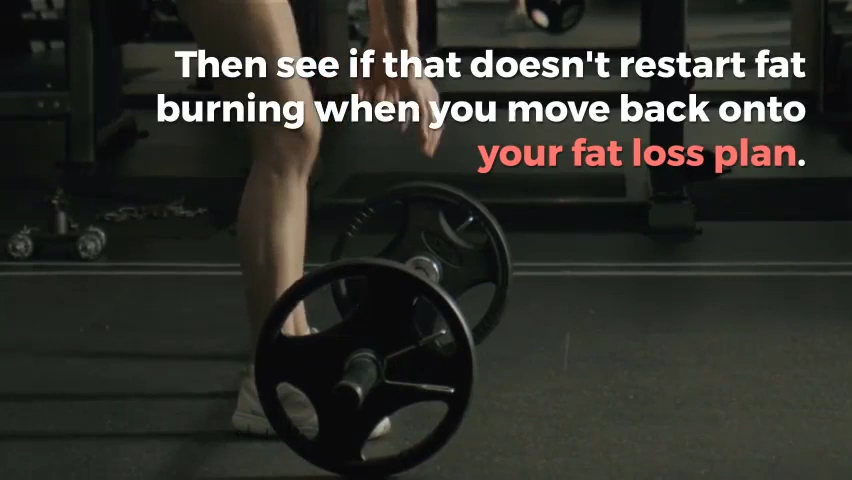 Then see if that doesn't restart fat
burning when you move back onto
your fat loss plan.